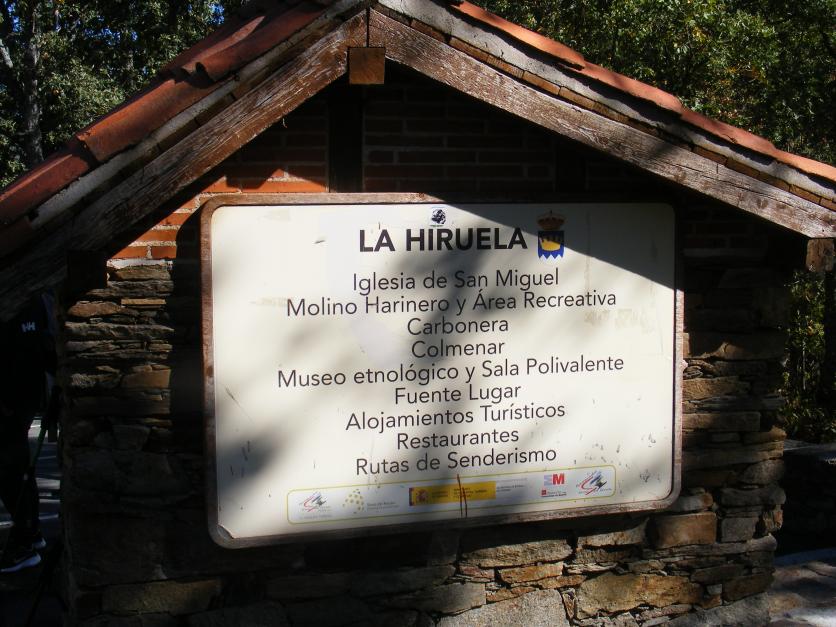 LA HIRUELA
Iglesia de San Miguel
Molino Harinero y Área Recreativa
Carbonera
Colmenar
Museo etnológico y Sala Polivalente
Fuente Lugar
Alojamientos Turísticos
Restaurantes
Rutas de Senderismo
EM